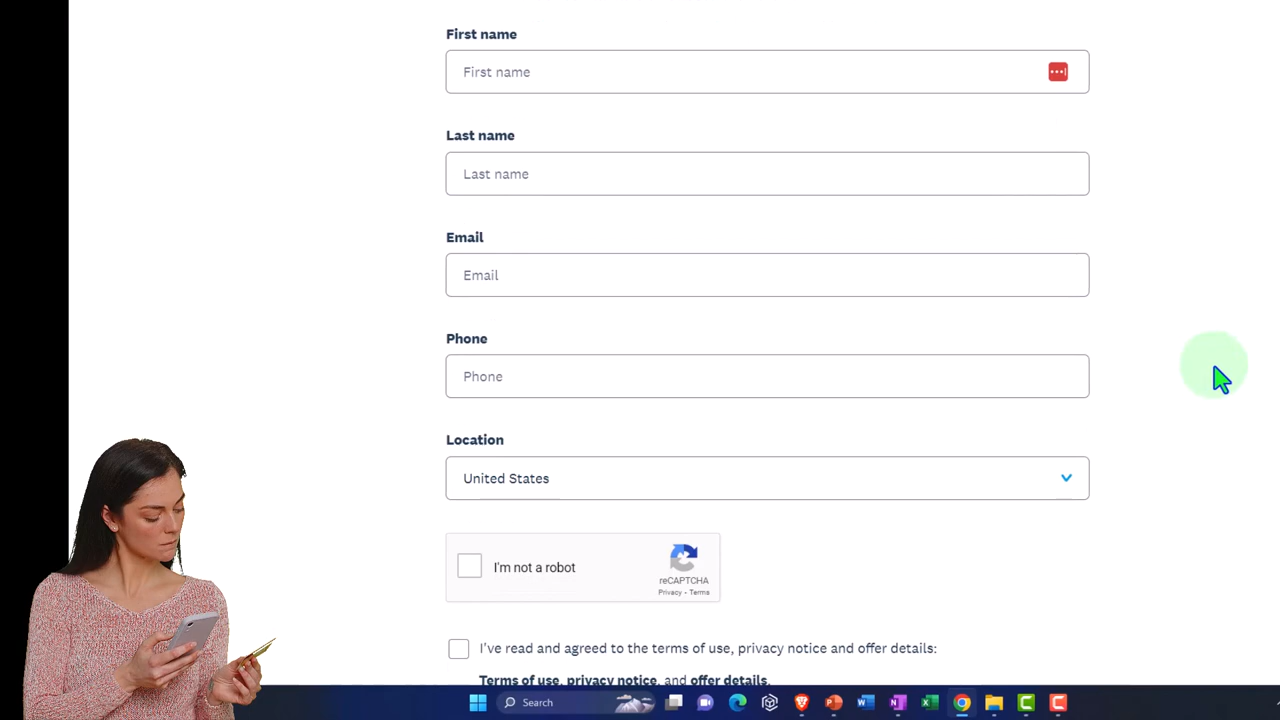 First name
First name
Last name
Last name
Email
Email
Phone
Phone
Location
United States
I'm not a robot
reCAPTCHA
Privacy - Terms
I've read and agreed to the terms of use, privacy notice and offer details:
Terms of use, privacy notice, and offer details.
Search